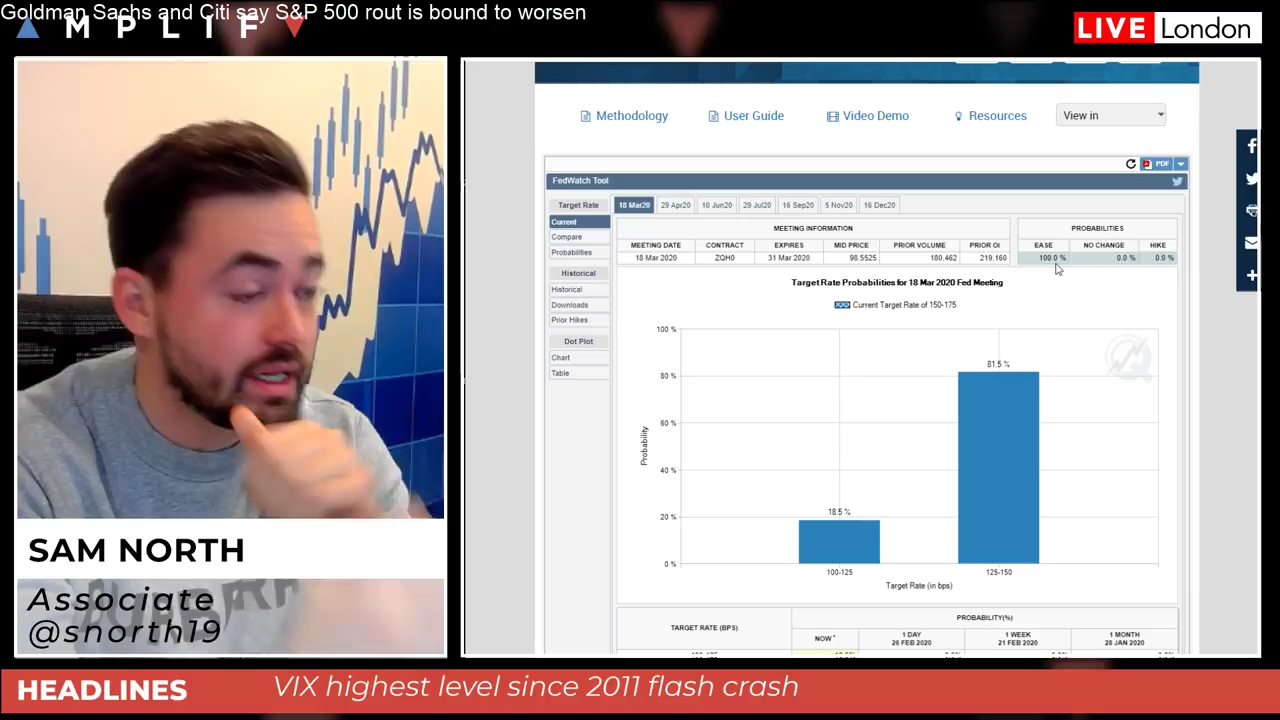 Goldman Sachs and Citi say S&P 500 rout is bound to worsen
MPLIF
LIVE London
Methodology
User Guide
Video Demo
Resources
View in
PDF
FedWatch Tool
Target Rate
Current
Compare
Probabilities
Historical
Historical
Downloads
Prior Hikes
Dot Plot
Chart
Table
18 Mar20 29 Apr20 10 Jun20 29 Jul20 16 Sep20 5 Nov20 16 Dec20
MEETING INFORMATION
MEETING DATE CONTRACT EXPIRES MID PRICE PRIOR VOLUME PRIOR OI
18 Mar 2020 ZQH0 31 Mar 2020 98.5525 180,462 219,160
PROBABILITIES
EASE NO CHANGE HIKE
100.0 % 0.0 % 0.0 %
Target Rate Probabilities for 18 Mar 2020 Fed Meeting
Current Target Rate of 150-175
100 %
80 %
60 %
40 %
20 %
0 %
Probability
18.5 %
81.5 %
100-125
125-150
Target Rate (in bps)
TARGET RATE (BPS)
PROBABILITY(%)
NOW *
1 DAY
26 FEB 2020
1 WEEK
21 FEB 2020
1 MONTH
28 JAN 2020
SAM NORTH
Associate
@snorth19
HEADLINES
VIX highest level since 2011 flash crash